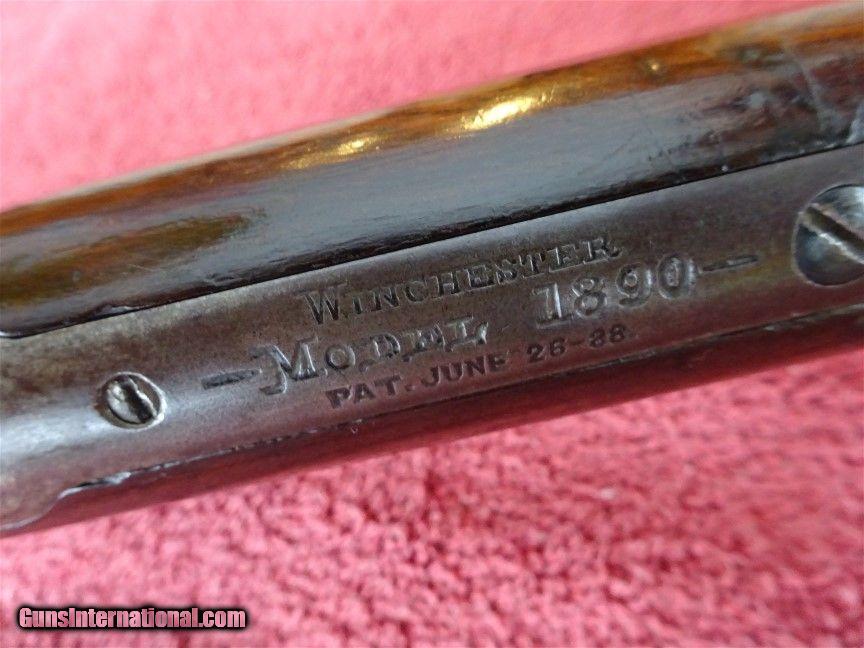 WINCHESTER
—MODEL 1890—
PAT. JUNE 26-88.
GunsInternational.com